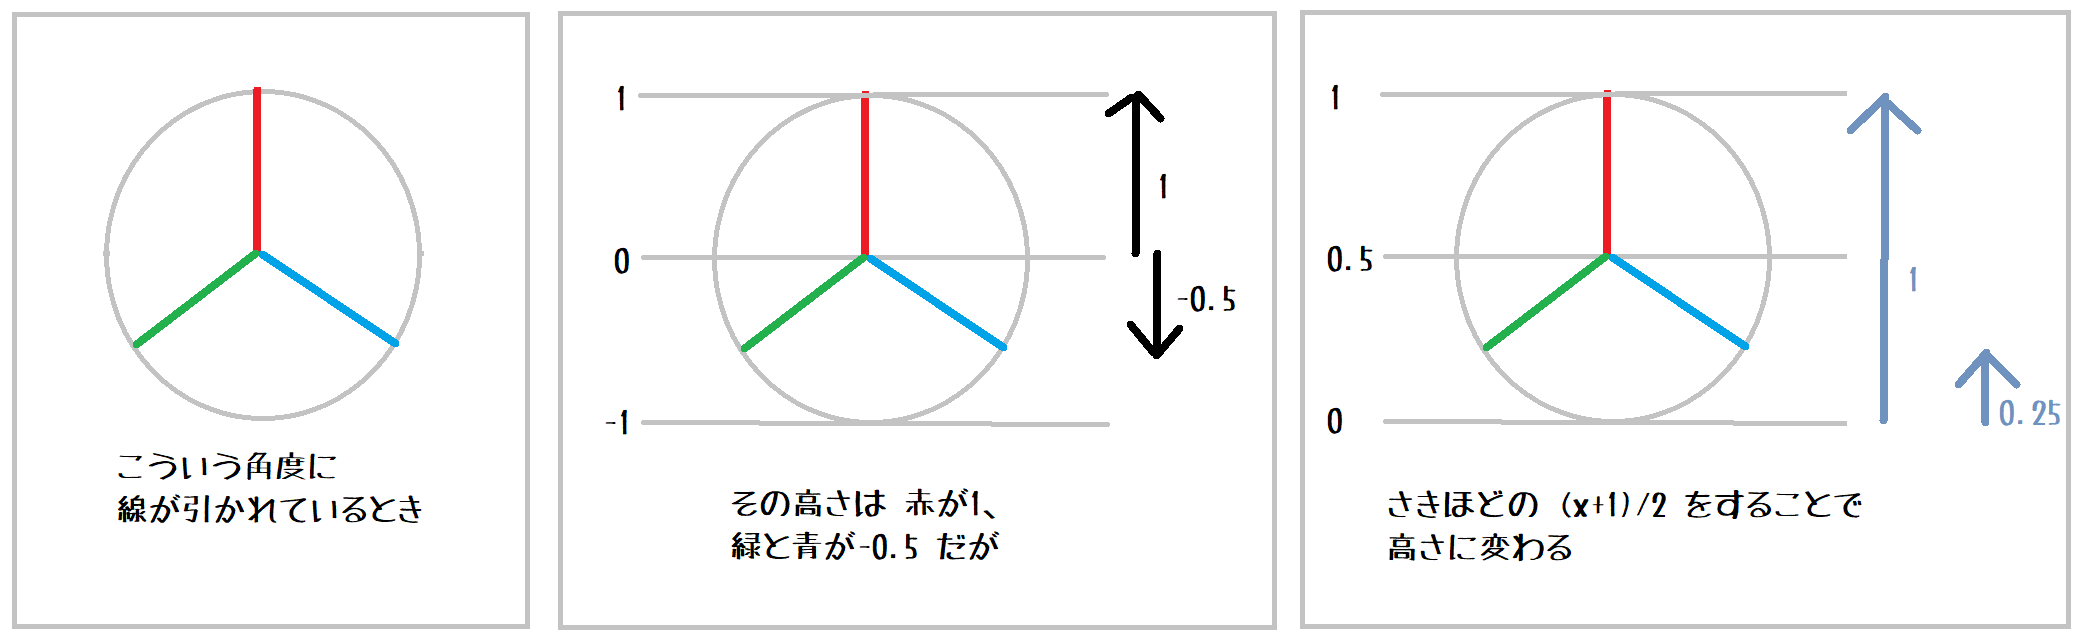 こういう角度に
線が引かれているとき
1
0
-1
1
-0.5
その高さは 赤が1、
緑と青が-0.5 だが
1
0.5
0
1
0.25
さきほどの (x+1)/2 をすることで
高さに変わる